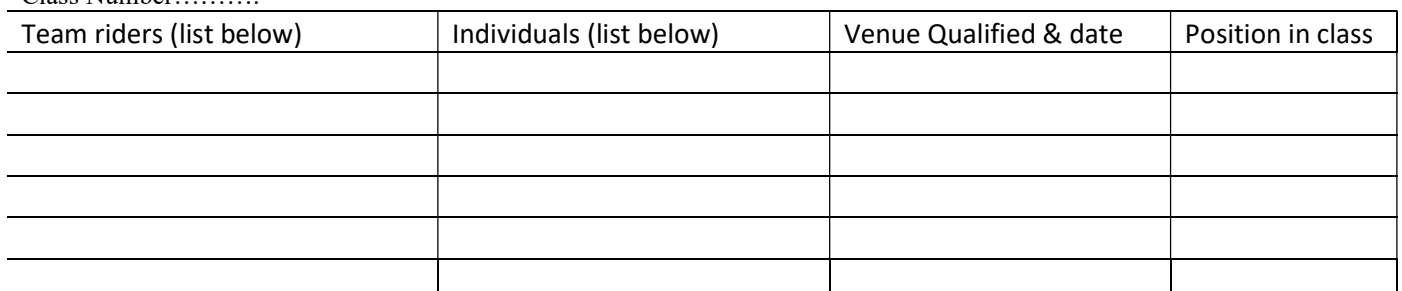 Class Number……….
Team riders (list below) Individuals (list below) Venue Qualified & date Position in class